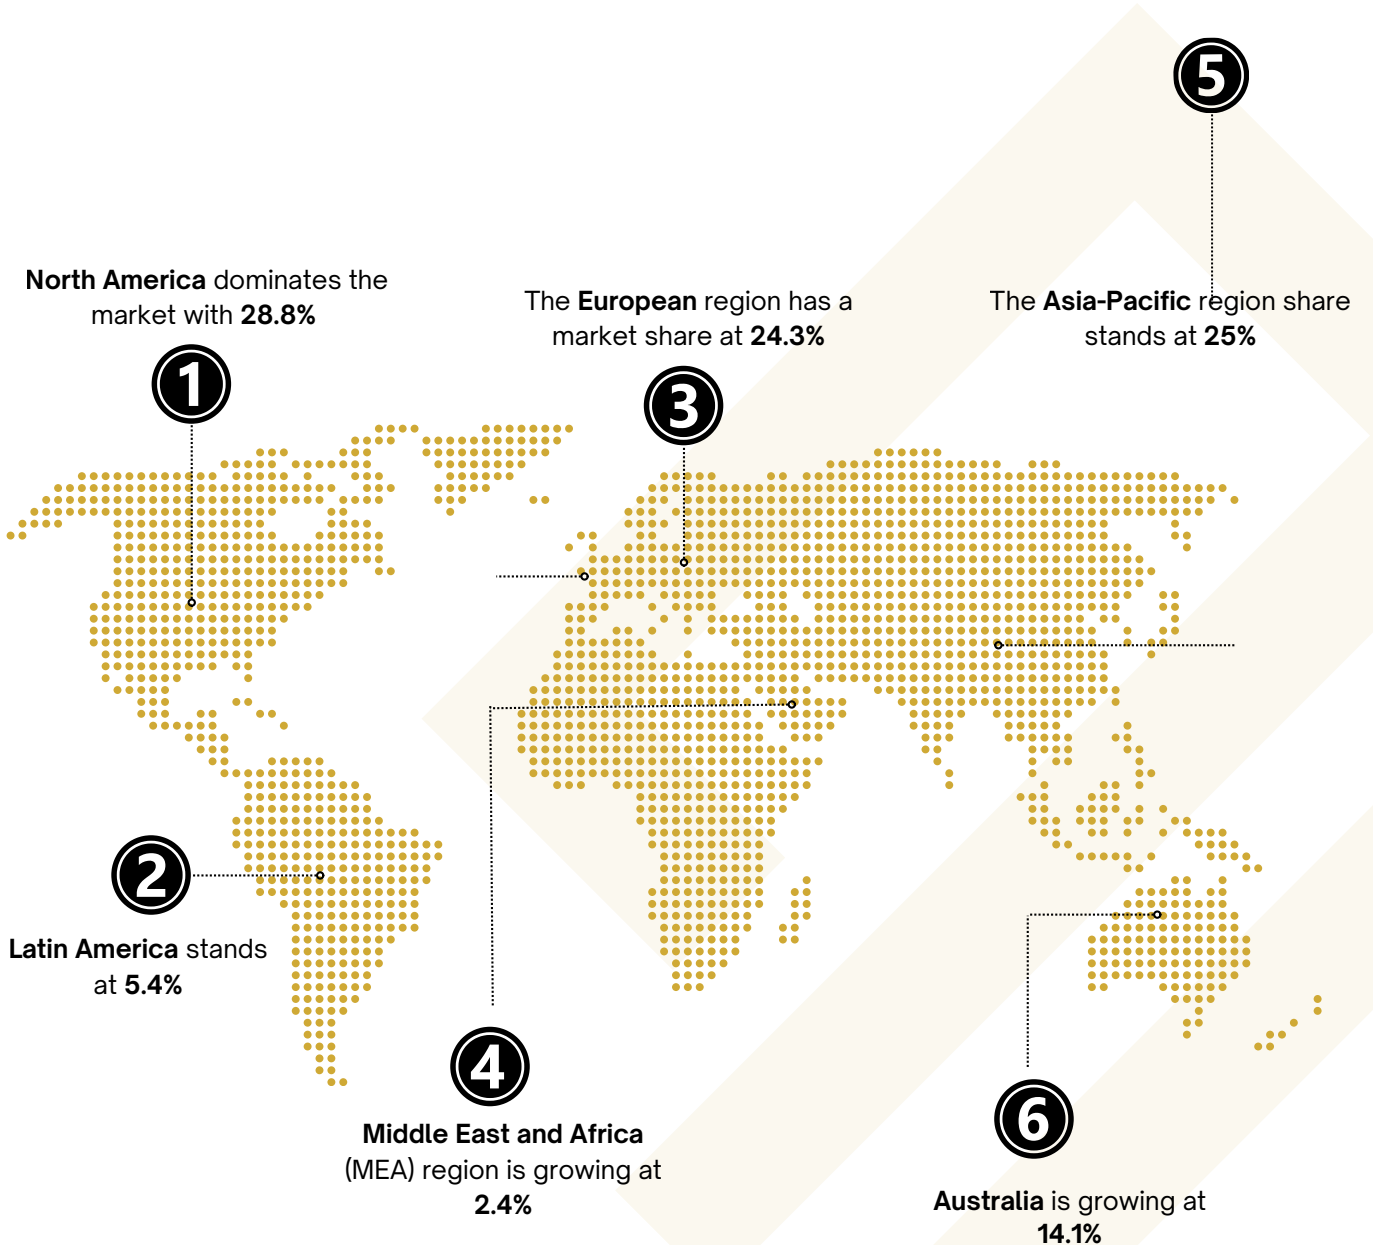 5
North America dominates the
market with 28.8%
1
The European region has a
market share at 24.3%
3
The Asia-Pacific region share
stands at 25%
2
Latin America stands
at 5.4%
4
Middle East and Africa
(MEA) region is growing at
2.4%
6
Australia is growing at
14.1%